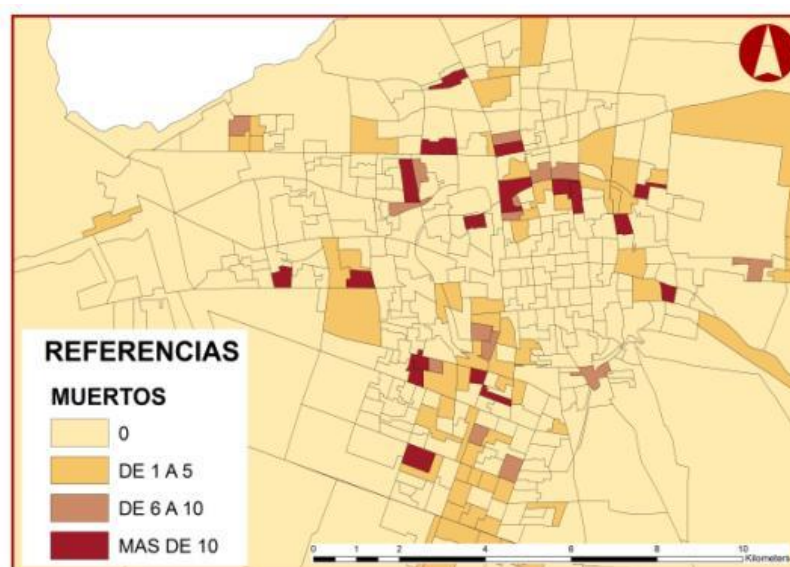 REFERENCIAS
MUERTOS
0
DE 1 A 5
DE 6 A 10
MAS DE 10
0 2 4 6 8 10
Kilometers